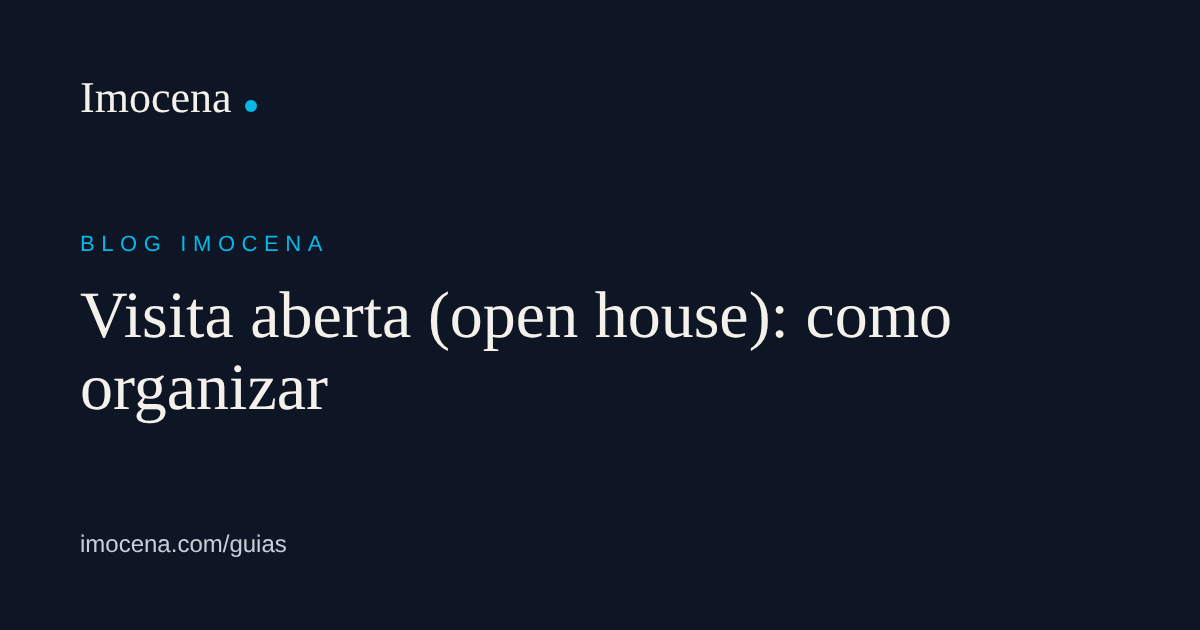 Imocena
BLOG IMOCENA
Visita aberta (open house): como
organizar
imocena.com/guias